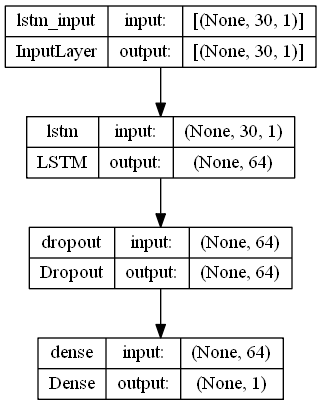 lstm_input input: [(None, 30, 1)]
InputLayer output: [(None, 30, 1)]
lstm input: (None, 30, 1)
LSTM output: (None, 64)
dropout input: (None, 64)
Dropout output: (None, 64)
dense input: (None, 64)
Dense output: (None, 1)